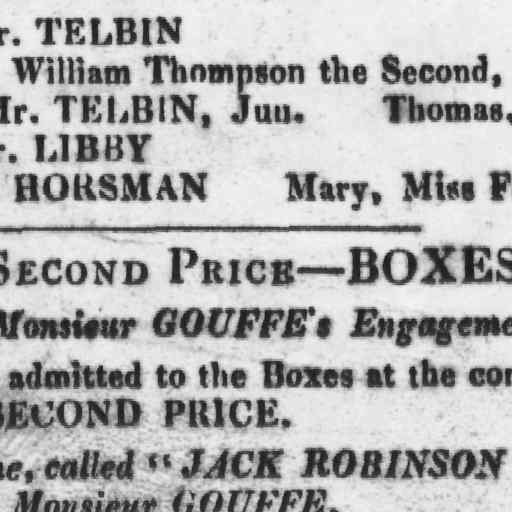 r. TELBIN
William Thompson the Second,
Mr. TELBIN, Jun. Thomas,
r. LIBBY
HORSMAN Mary, Miss F
SECOND PRICE—BOXES
Monsieur GOUFFE's Engageme
admitted to the Boxes at the con
SECOND PRICE.
ne, called "JACK ROBINSON
Monsieur GOUFFE.